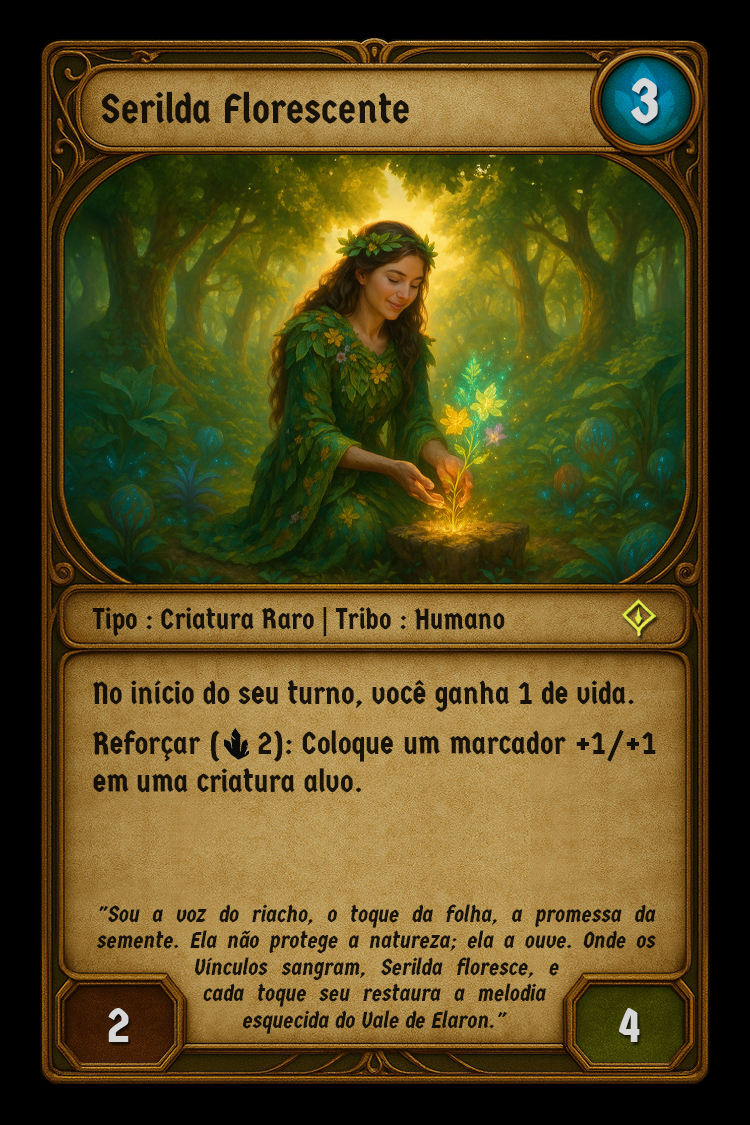 Serilda Florescente
3
Tipo : Criatura Raro | Tribo : Humano
No início do seu turno, você ganha 1 de vida.
Reforçar ( 2): Coloque um marcador +1/+1
em uma criatura alvo.
"Sou a voz do riacho, o toque da folha, a promessa da
semente. Ela não protege a natureza; ela a ouve. Onde os
Vínculos sangram, Serilda floresce, e
cada toque seu restaura a melodia
esquecida do Vale de Elaron."
2
4